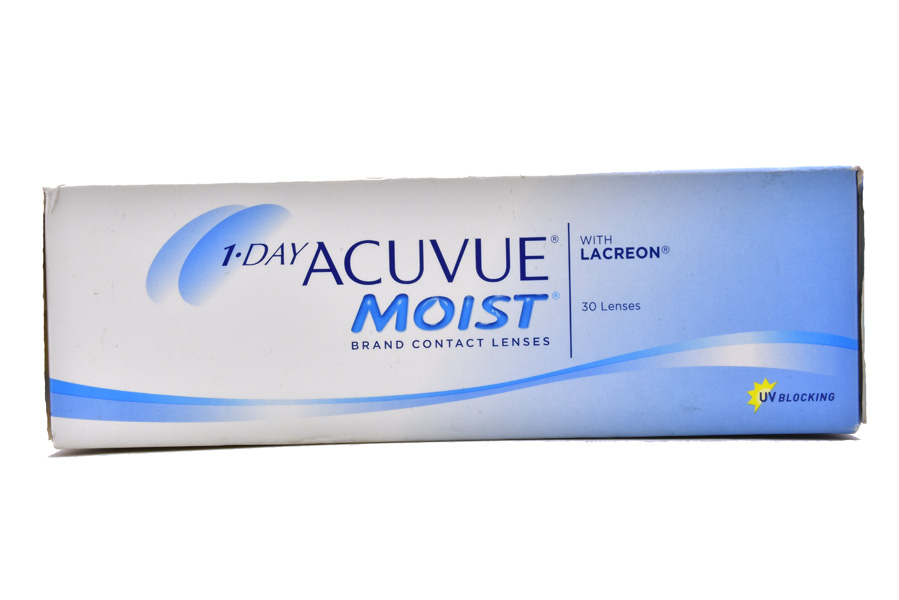 1·DAY ACUVUE®
MOIST®
BRAND CONTACT LENSES
WITH
LACREON®
30 Lenses
UV BLOCKING